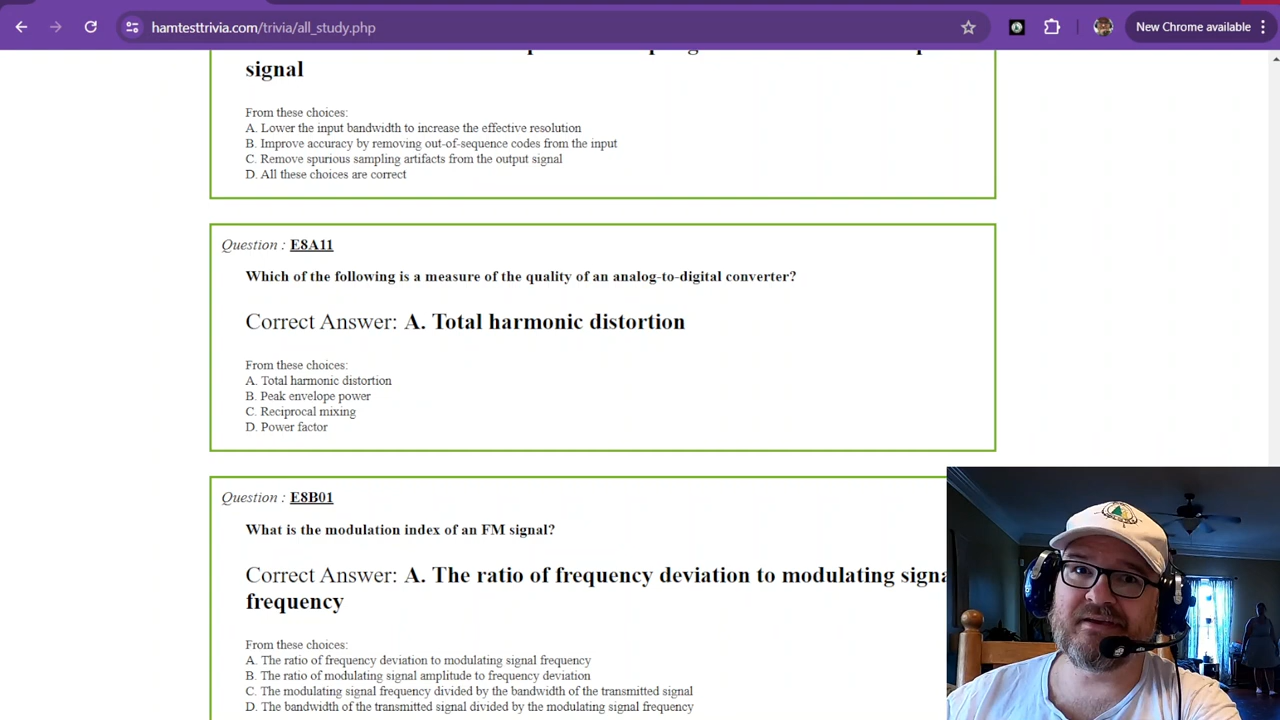 hamtesttrivia.com/trivia/all_study.php
New Chrome available
signal
From these choices:
A. Lower the input bandwidth to increase the effective resolution
B. Improve accuracy by removing out-of-sequence codes from the input
C. Remove spurious sampling artifacts from the output signal
D. All these choices are correct
Question : E8A11
Which of the following is a measure of the quality of an analog-to-digital converter?
Correct Answer: A. Total harmonic distortion
From these choices:
A. Total harmonic distortion
B. Peak envelope power
C. Reciprocal mixing
D. Power factor
Question : E8B01
What is the modulation index of an FM signal?
Correct Answer: A. The ratio of frequency deviation to modulating signa
frequency
From these choices:
A. The ratio of frequency deviation to modulating signal frequency
B. The ratio of modulating signal amplitude to frequency deviation
C. The modulating signal frequency divided by the bandwidth of the transmitted signal
D. The bandwidth of the transmitted signal divided by the modulating signal frequency